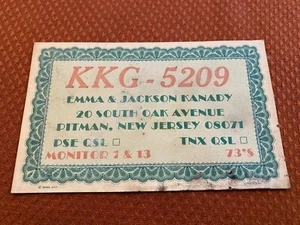 KKG-5209
EMMA & JACKSON KANADY
20 SOUTH OAK AVENUE
PITMAN, NEW JERSEY 08071
PSE QSL □ TNX QSL □
MONITOR 7 & 13 73'S